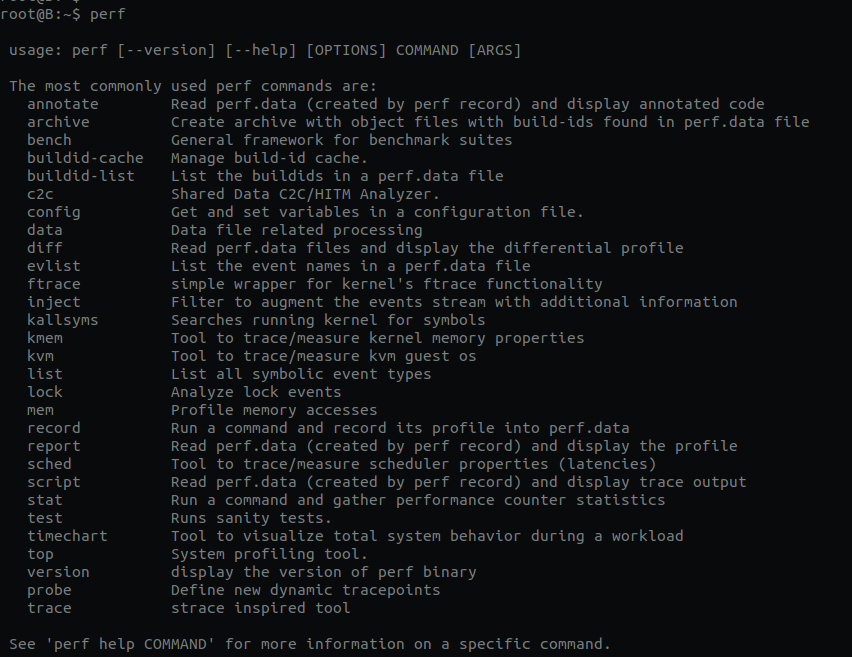 root@B:~$ perf
usage: perf [--version] [--help] [OPTIONS] COMMAND [ARGS]
The most commonly used perf commands are:
annotate Read perf.data (created by perf record) and display annotated code
archive Create archive with object files with build-ids found in perf.data file
bench General framework for benchmark suites
buildid-cache Manage build-id cache.
buildid-list List the buildids in a perf.data file
c2c Shared Data C2C/HITM Analyzer.
config Get and set variables in a configuration file.
data Data file related processing
diff Read perf.data files and display the differential profile
evlist List the event names in a perf.data file
ftrace simple wrapper for kernel's ftrace functionality
inject Filter to augment the events stream with additional information
kallsyms Searches running kernel for symbols
kmem Tool to trace/measure kernel memory properties
kvm Tool to trace/measure kvm guest os
list List all symbolic event types
lock Analyze lock events
mem Profile memory accesses
record Run a command and record its profile into perf.data
report Read perf.data (created by perf record) and display the profile
sched Tool to trace/measure scheduler properties (latencies)
script Read perf.data (created by perf record) and display trace output
stat Run a command and gather performance counter statistics
test Runs sanity tests.
timechart Tool to visualize total system behavior during a workload
top System profiling tool.
version display the version of perf binary
probe Define new dynamic tracepoints
trace strace inspired tool
See 'perf help COMMAND' for more information on a specific command.